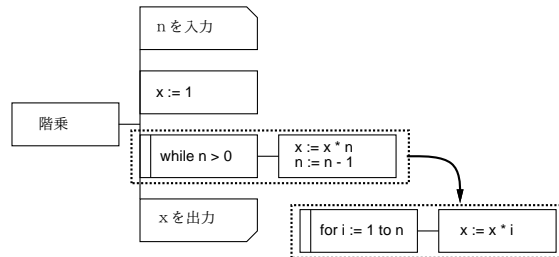 nを入力
x := 1
階乗
while n > 0
x := x * n
n := n - 1
xを出力
for i := 1 to n
x := x * i